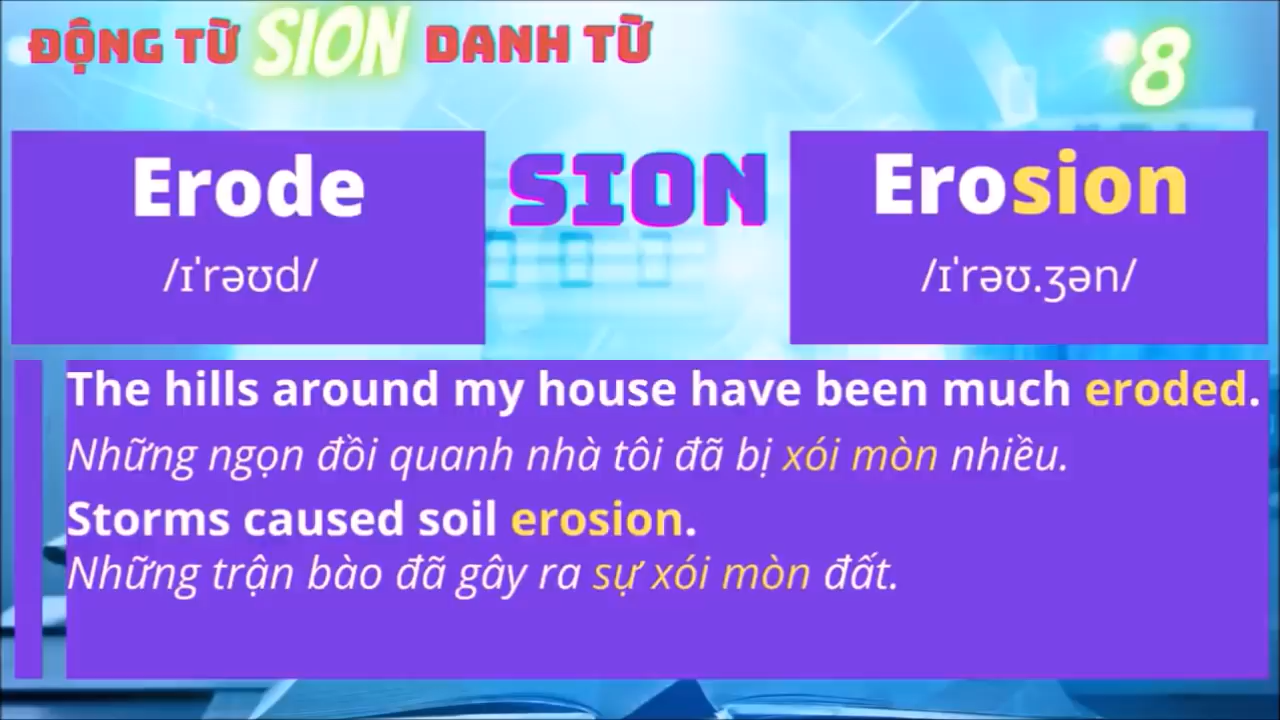 ĐỘNG TỪ SION DANH TỪ
8
Erode
/ɪˈrəʊd/
SION
Erosion
/ɪˈrəʊ.ʒən/
The hills around my house have been much eroded.
Những ngọn đồi quanh nhà tôi đã bị xói mòn nhiều.
Storms caused soil erosion.
Những trận bào đã gây ra sự xói mòn đất.